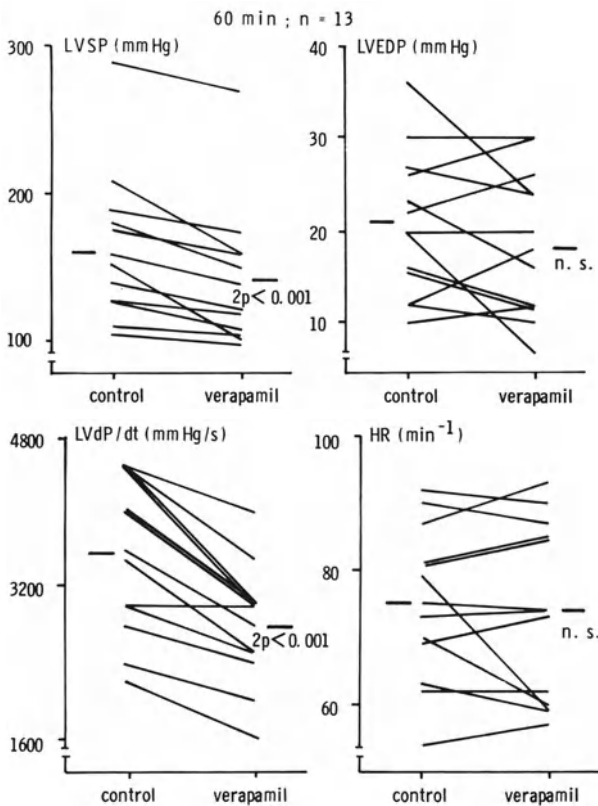 60 min ; n = 13
LVSP (mm Hg)
300
200
100
2p < 0.001
control verapamil
LVEDP (mm Hg)
40
30
20
10
n. s.
control verapamil
LVdP/dt (mm Hg/s)
4800
3200
1600
2p < 0.001
control verapamil
HR (min⁻¹)
100
80
60
n. s.
control verapamil